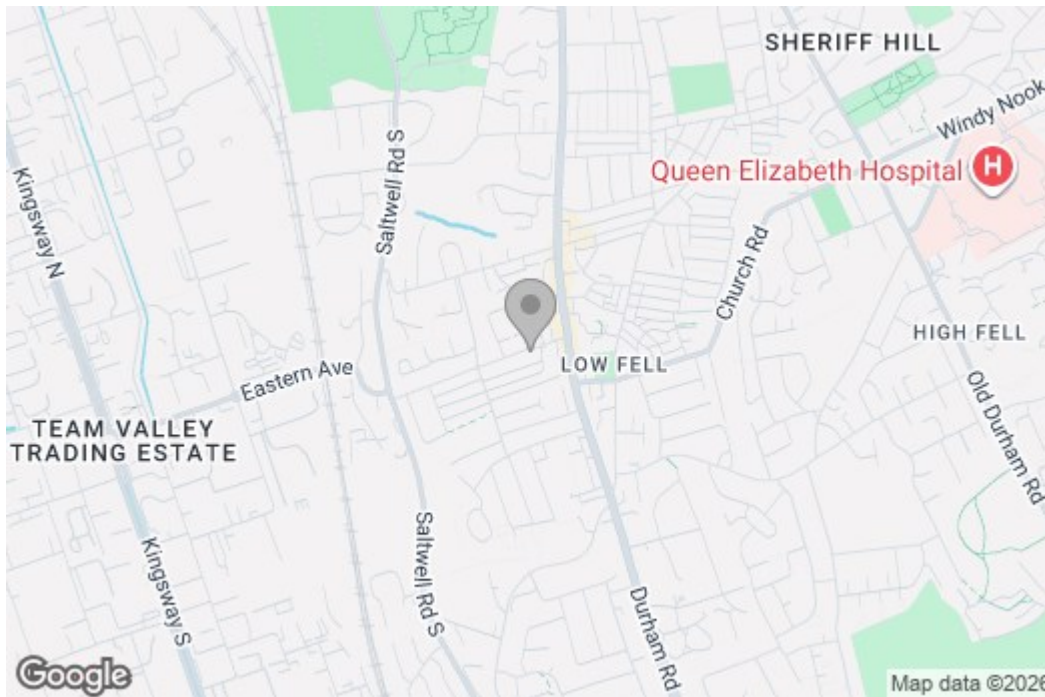 SHERIFF HILL
Windy Nook
Queen Elizabeth Hospital
H
Kingsway N
Saltwell Rd S
Church Rd
HIGH FELL
LOW FELL
Eastern Ave
Old Durham Rd
TEAM VALLEY
TRADING ESTATE
Kingsway S
Saltwell Rd S
Durham Rd
Google
Map data ©2026